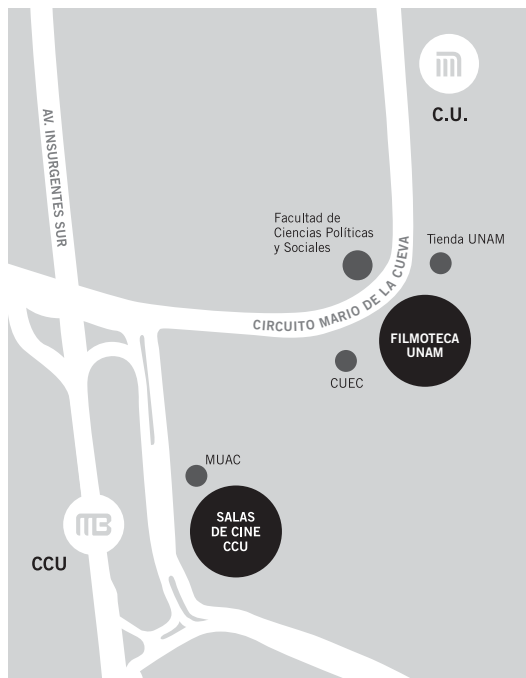 C.U.
AV. INSURGENTES SUR
Facultad de
Ciencias Políticas
y Sociales
Tienda UNAM
CIRCUITO MARIO DE LA CUEVA
FILMOTECA
UNAM
CUEC
MUAC
SALAS
DE CINE
CCU
MB
CCU